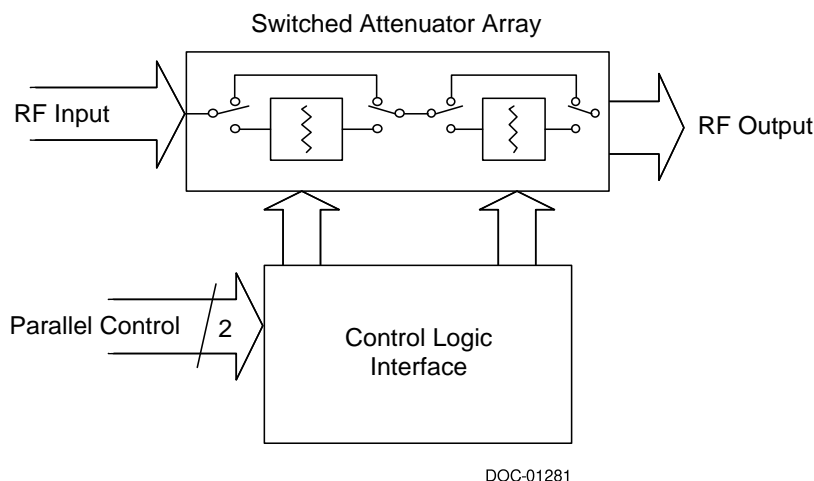 Switched Attenuator Array
RF Input
RF Output
Parallel Control
2
Control Logic
Interface
DOC-01281